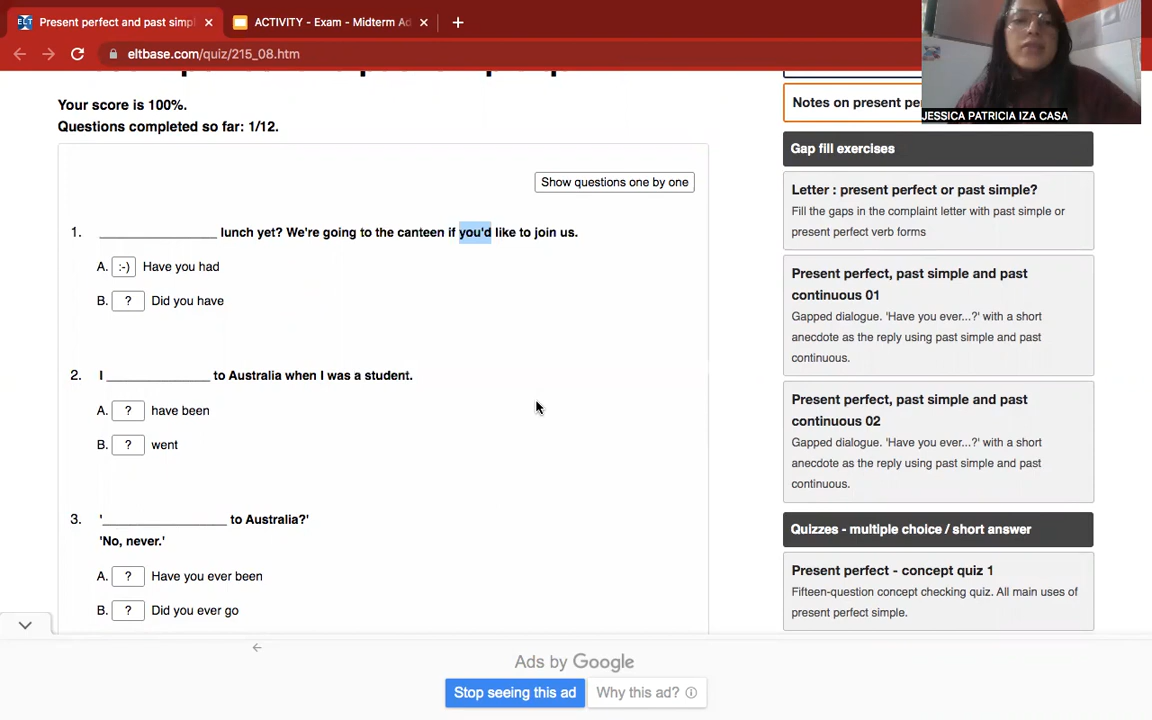 Present perfect and past simpl
ACTIVITY - Exam - Midterm Ad
eltbase.com/quiz/215_08.htm
Your score is 100%.
Questions completed so far: 1/12.
Show questions one by one
1. ________________ lunch yet? We're going to the canteen if you'd like to join us.
A. :-) Have you had
B. ? Did you have
2. I ______________ to Australia when I was a student.
A. ? have been
B. ? went
3. '_________________ to Australia?'
'No, never.'
A. ? Have you ever been
B. ? Did you ever go
JESSICA PATRICIA IZA CASA
Notes on present pe
Gap fill exercises
Letter : present perfect or past simple?
Fill the gaps in the complaint letter with past simple or
present perfect verb forms
Present perfect, past simple and past
continuous 01
Gapped dialogue. 'Have you ever...?' with a short
anecdote as the reply using past simple and past
continuous.
Present perfect, past simple and past
continuous 02
Gapped dialogue. 'Have you ever...?' with a short
anecdote as the reply using past simple and past
continuous.
Quizzes - multiple choice / short answer
Present perfect - concept quiz 1
Fifteen-question concept checking quiz. All main uses of
present perfect simple.
Ads by Google
Stop seeing this ad
Why this ad?